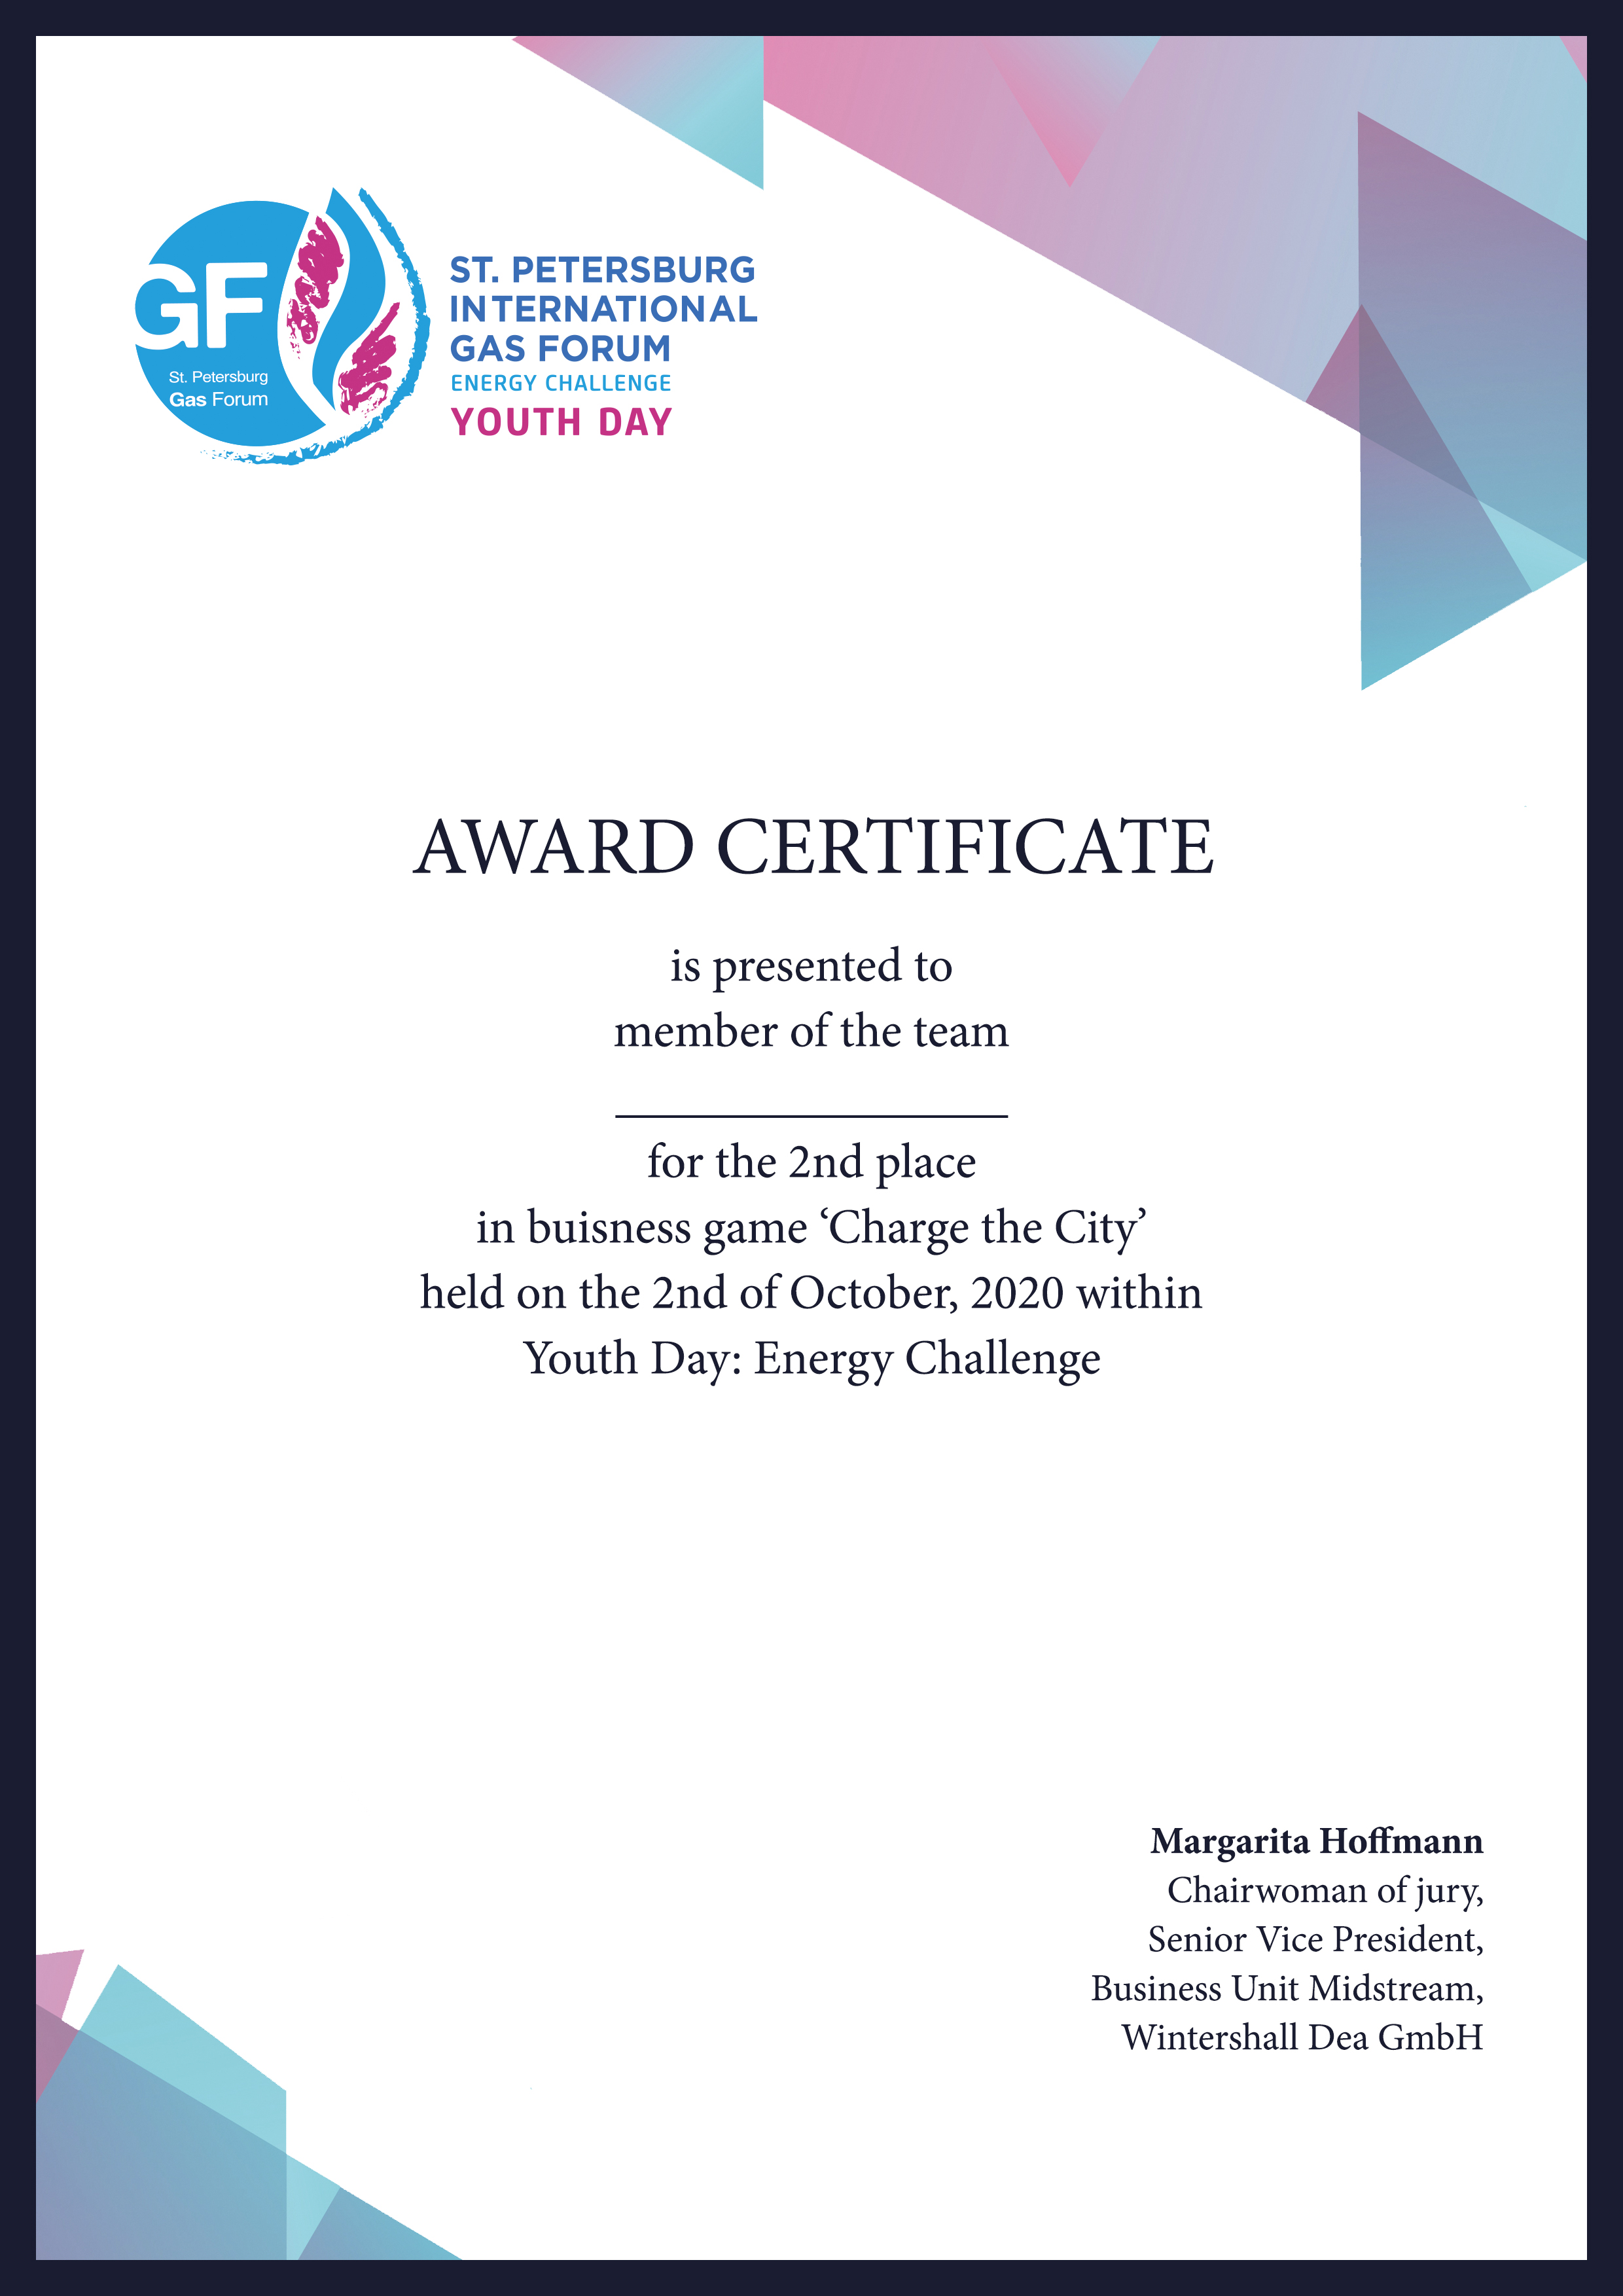 GF
St. Petersburg
Gas Forum
ST. PETERSBURG
INTERNATIONAL
GAS FORUM
ENERGY CHALLENGE
YOUTH DAY
AWARD CERTIFICATE
is presented to
member of the team
for the 2nd place
in buisness game ‘Charge the City’
held on the 2nd of October, 2020 within
Youth Day: Energy Challenge
Margarita Hoffmann
Chairwoman of jury,
Senior Vice President,
Business Unit Midstream,
Wintershall Dea GmbH